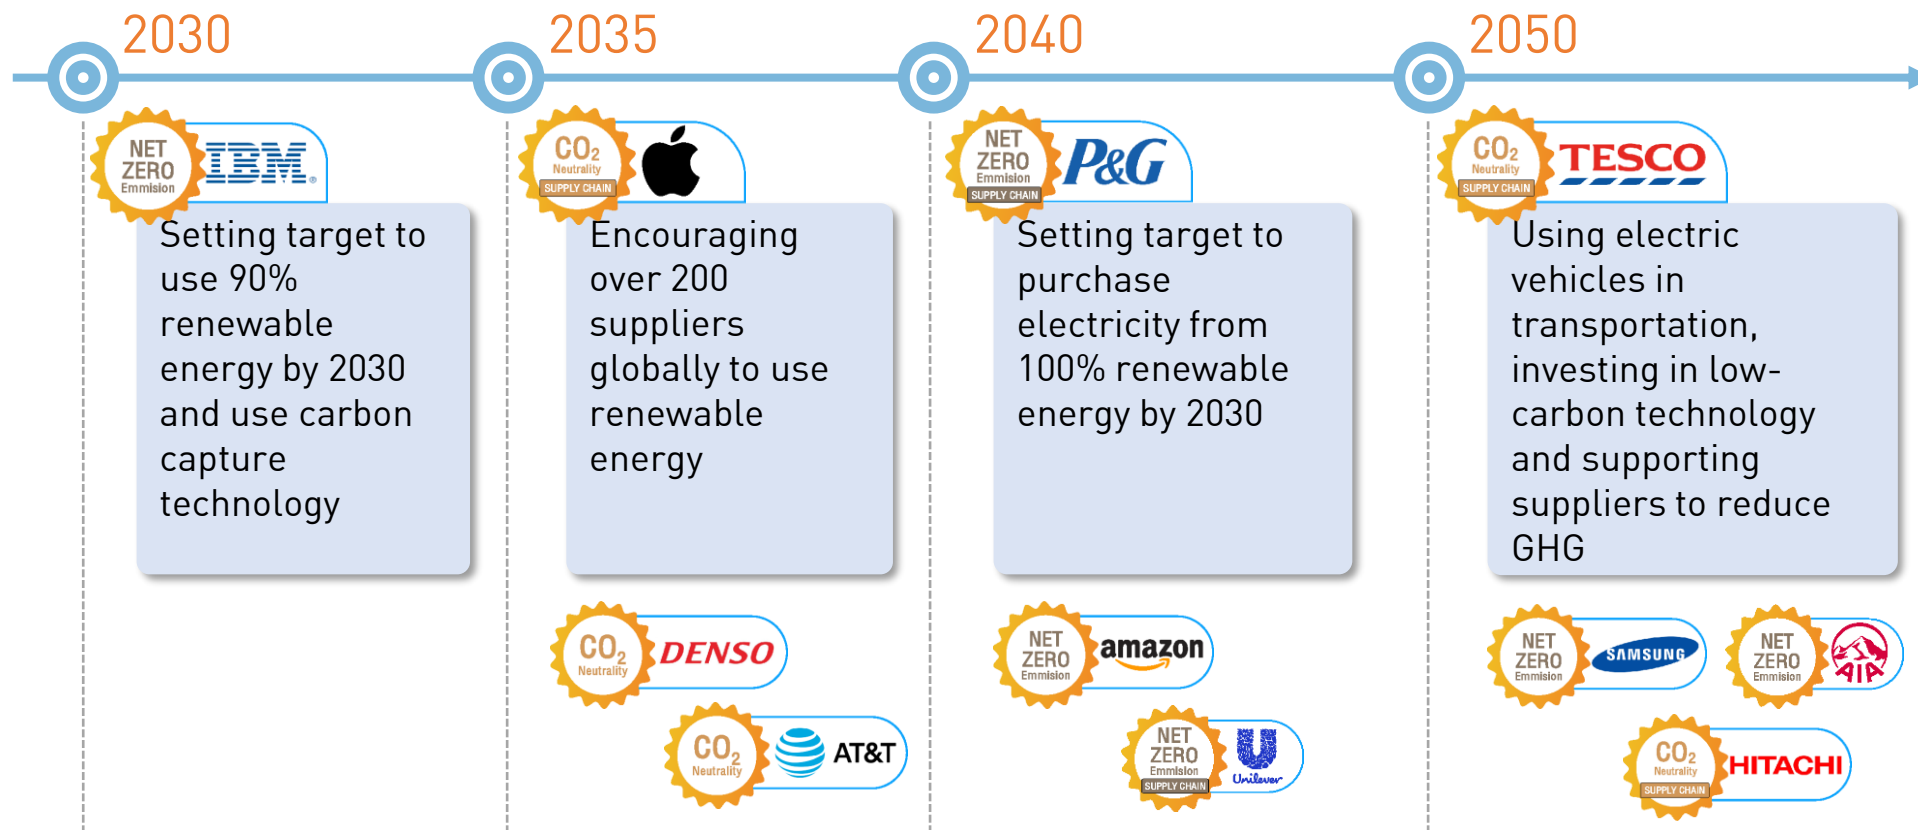 2030
2035
2040
2050
NET
ZERO
Emmision
IBM®
Setting target to
use 90%
renewable
energy by 2030
and use carbon
capture
technology
CO2
Neutrality
SUPPLY CHAIN
Encouraging
over 200
suppliers
globally to use
renewable
energy
CO2
Neutrality
DENSO
CO2
Neutrality
AT&T
NET
ZERO
Emmision
SUPPLY CHAIN
P&G
Setting target to
purchase
electricity from
100% renewable
energy by 2030
NET
ZERO
Emmision
amazon
NET
ZERO
Emmision
SUPPLY CHAIN
Unilever
CO2
Neutrality
SUPPLY CHAIN
TESCO
Using electric
vehicles in
transportation,
investing in low-
carbon technology
and supporting
suppliers to reduce
GHG
NET
ZERO
Emmision
SAMSUNG
NET
ZERO
Emmision
AIA
CO2
Neutrality
SUPPLY CHAIN
HITACHI